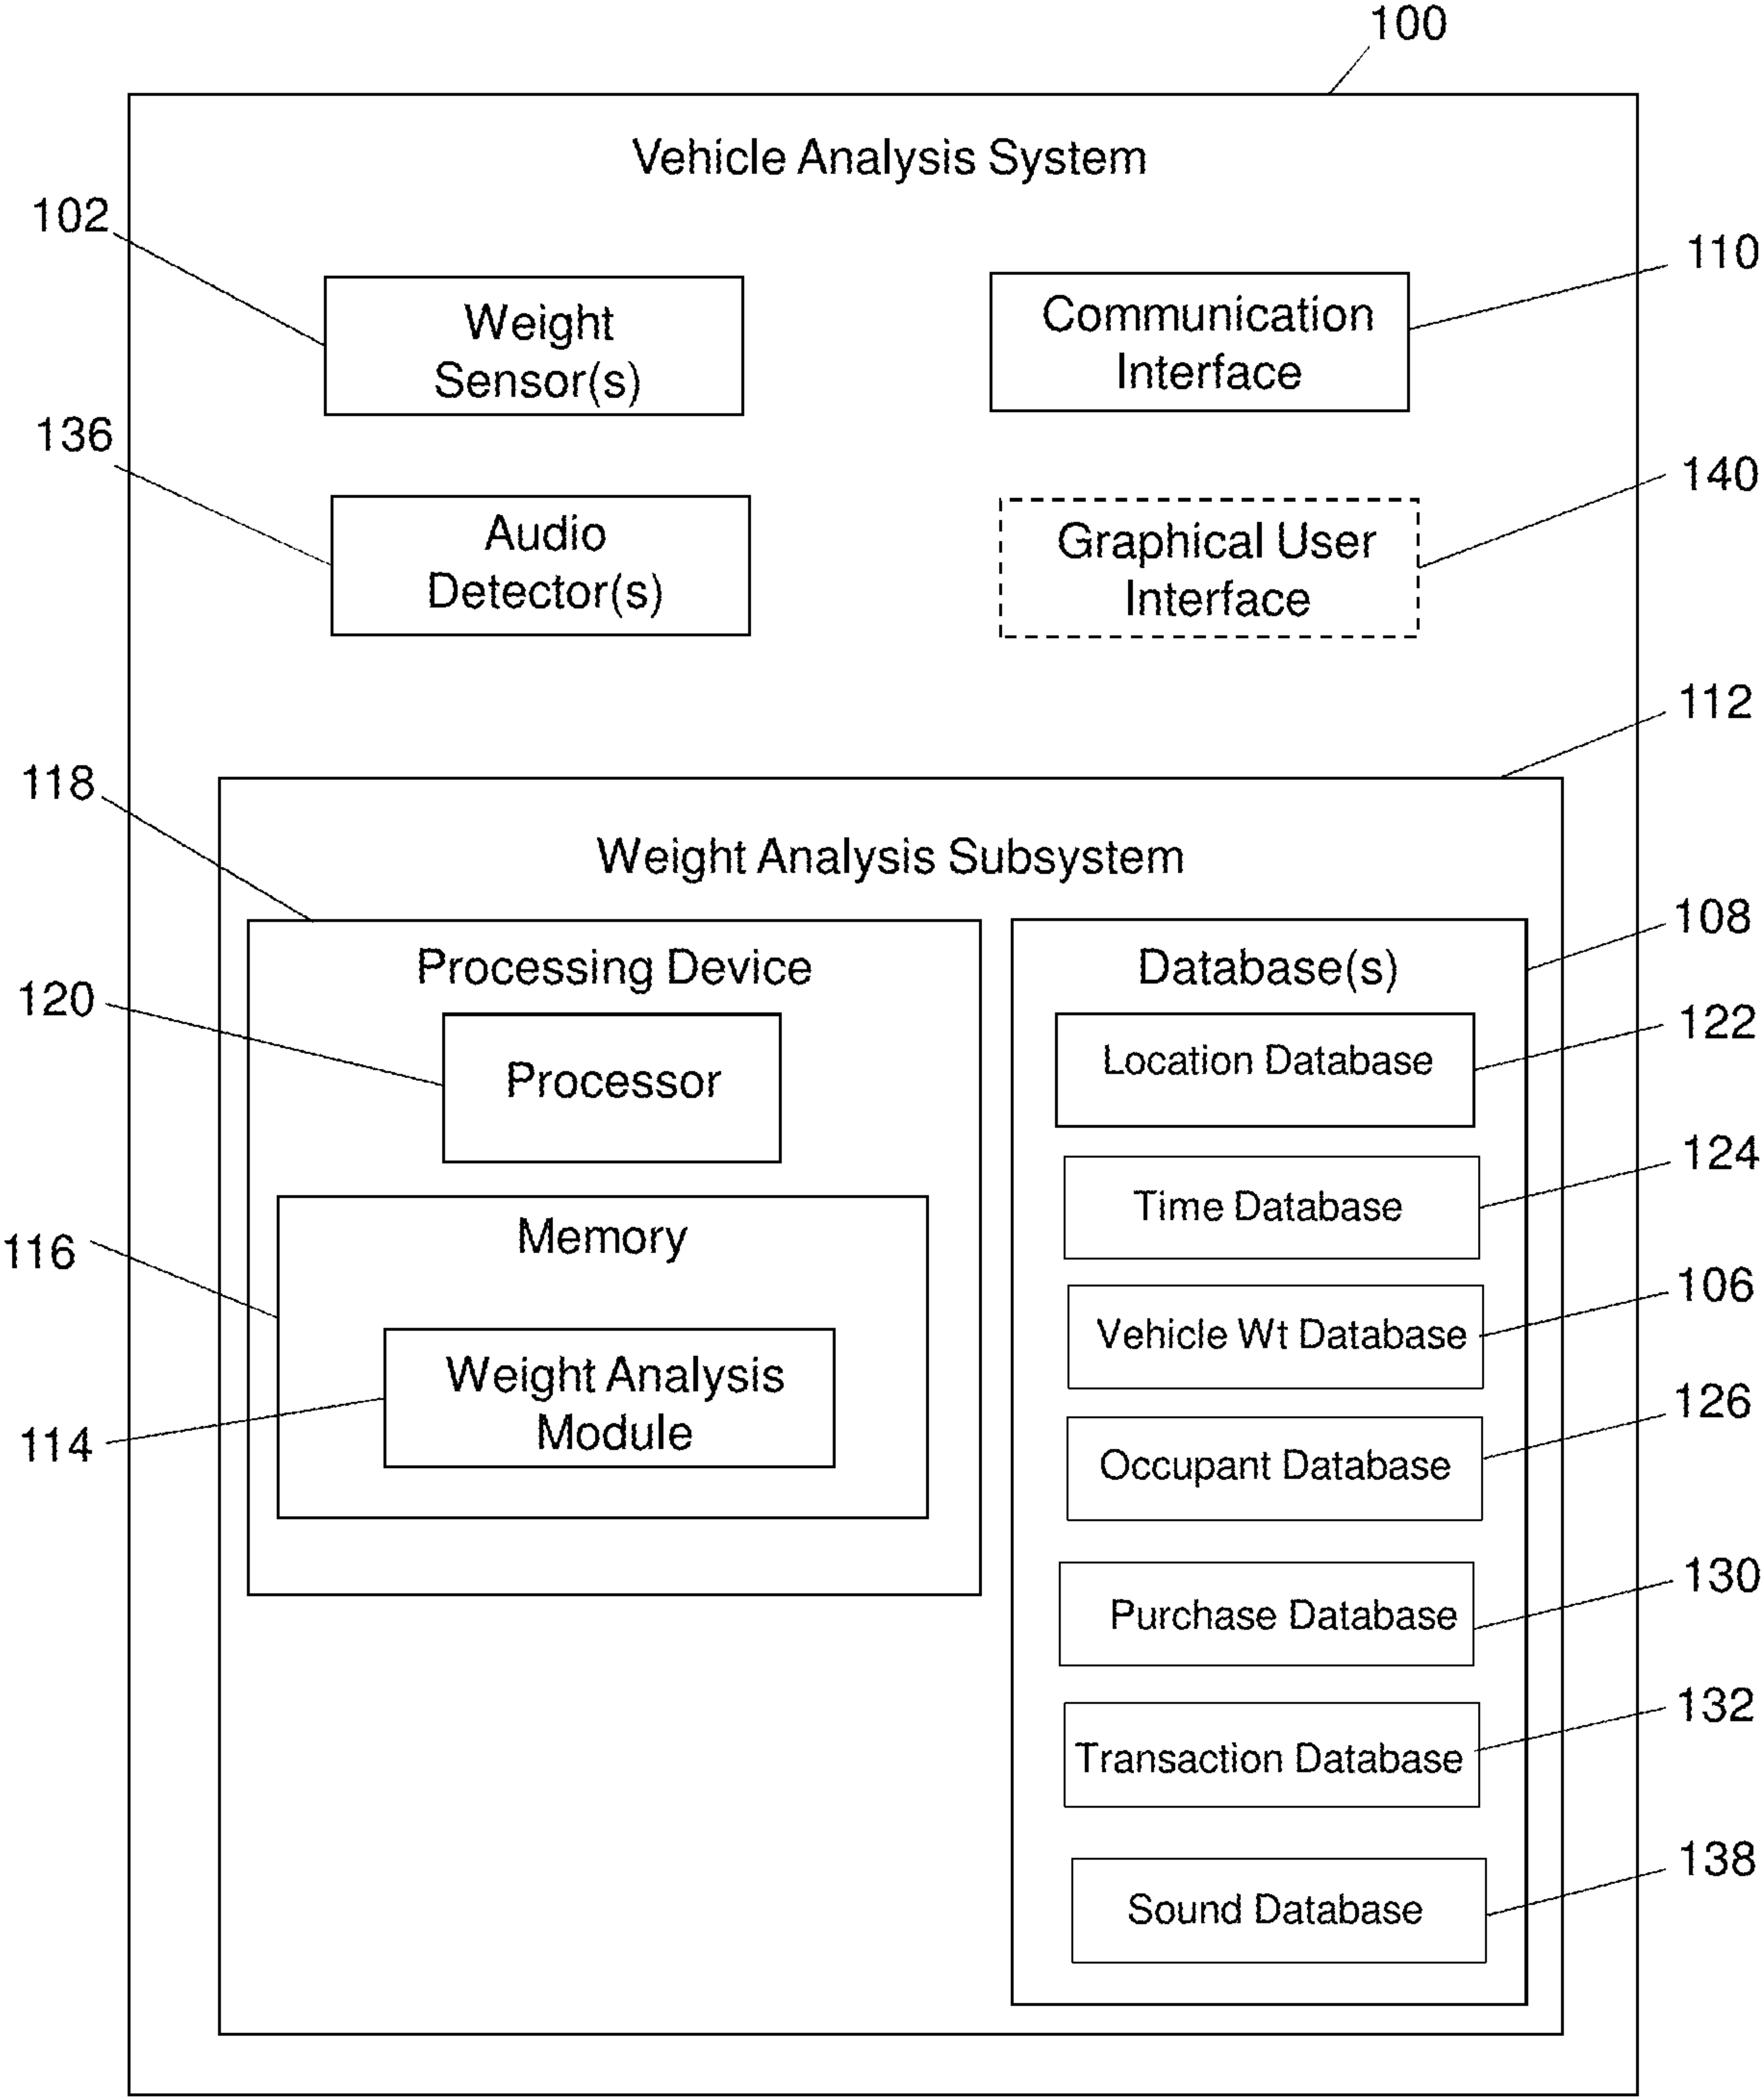 100
Vehicle Analysis System
102
Weight
Sensor(s)
110
Communication
Interface
136
Audio
Detector(s)
140
Graphical User
Interface
112
118
Weight Analysis Subsystem
Processing Device
120
Processor
116
Memory
Weight Analysis
Module
114
108
Database(s)
122
Location Database
124
Time Database
106
Vehicle Wt Database
126
Occupant Database
130
Purchase Database
132
Transaction Database
138
Sound Database